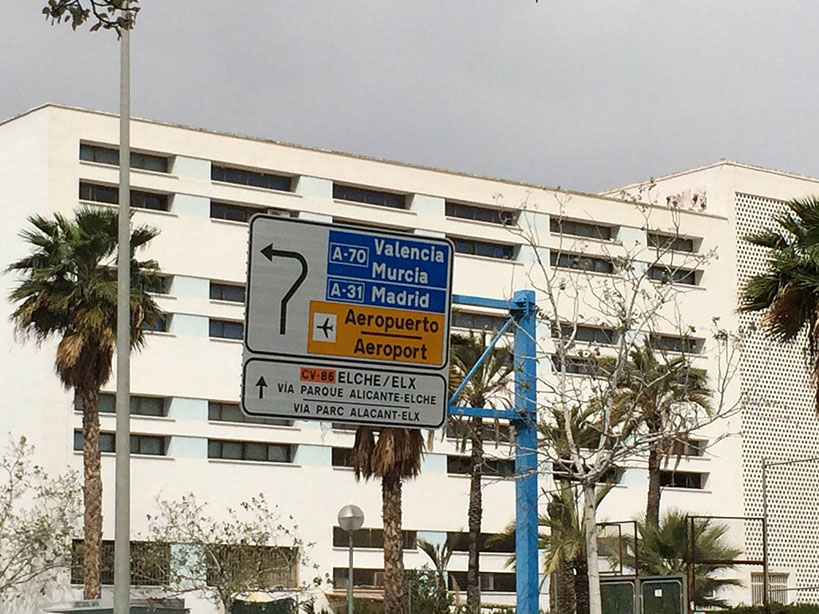 A-70 Valencia
Murcia
A-31 Madrid
Aeropuerto
Aeroport
CV-86 ELCHE/ELX
VÍA PARQUE ALICANTE-ELCHE
VIA PARC ALACANT-ELX